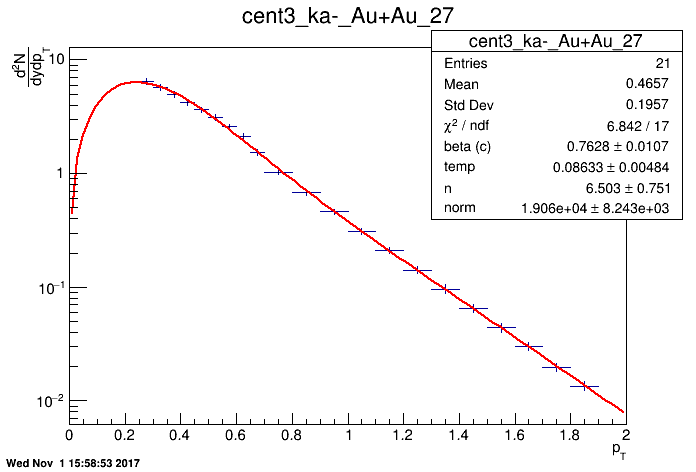 cent3_ka-_Au+Au_27
cent3_ka-_Au+Au_27
Entries 21
Mean 0.4657
Std Dev 0.1957
χ² / ndf 6.842 / 17
beta (c) 0.7628 ± 0.0107
temp 0.08633 ± 0.00484
n 6.503 ± 0.751
norm 1.906e+04 ± 8.243e+03
d²N
dydp_T
10
1
10⁻¹
10⁻²
0 0.2 0.4 0.6 0.8 1 1.2 1.4 1.6 1.8 2
p_T
Wed Nov 1 15:58:53 2017